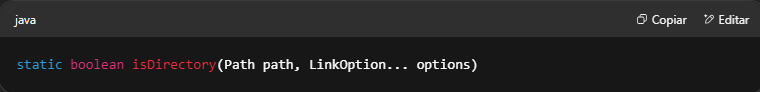 java
Copiar
Editar
static boolean isDirectory(Path path, LinkOption... options)